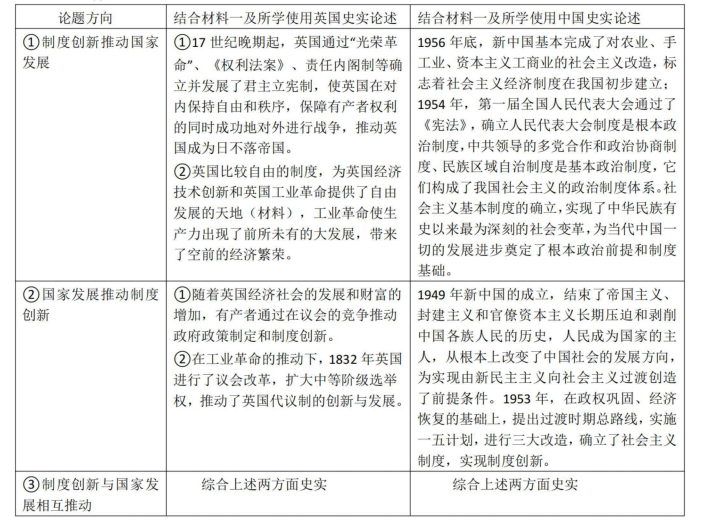 论题方向
结合材料一及所学使用英国史实论述
结合材料一及所学使用中国史实论述
①制度创新推动国家
发展
①17 世纪晚期起，英国通过“光荣革
命”、《权利法案》、责任内阁制等确
立并发展了君主立宪制，使英国在对
内保持自由和秩序，保障有产者权利
的同时成功地对外进行战争，推动英
国成为日不落帝国。
②英国比较自由的制度，为英国经济
技术创新和英国工业革命提供了自由
发展的天地（材料），工业革命使生
产力出现了前所未有的大发展，带来
了空前的经济繁荣。
1956 年底，新中国基本完成了对农业、手
工业、资本主义工商业的社会主义改造，标
志着社会主义经济制度在我国初步建立；
1954 年，第一届全国人民代表大会通过了
《宪法》，确立人民代表大会制度是根本政
治制度，中共领导的多党合作和政治协商制
度、民族区域自治制度是基本政治制度，它
们构成了我国社会主义的政治制度体系。社
会主义基本制度的确立，实现了中华民族有
史以来最为深刻的社会变革，为当代中国一
切的发展进步奠定了根本政治前提和制度
基础。
②国家发展推动制度
创新
①随着英国经济社会的发展和财富的
增加，有产者通过在议会的竞争推动
政府政策制定和制度创新。
②在工业革命的推动下，1832 年英国
进行了议会改革，扩大中等阶级选举
权，推动了英国代议制的创新与发展。
1949 年新中国的成立，结束了帝国主义、
封建主义和官僚资本主义长期压迫和剥削
中国各族人民的历史，人民成为国家的主
人，从根本上改变了中国社会的发展方向，
为实现由新民主主义向社会主义过渡创造
了前提条件。1953 年，在政权巩固、经济
恢复的基础上，提出过渡时期总路线，实施
一五计划，进行三大改造，确立了社会主义
制度，实现制度创新。
③制度创新与国家发
展相互推动
综合上述两方面史实
综合上述两方面史实